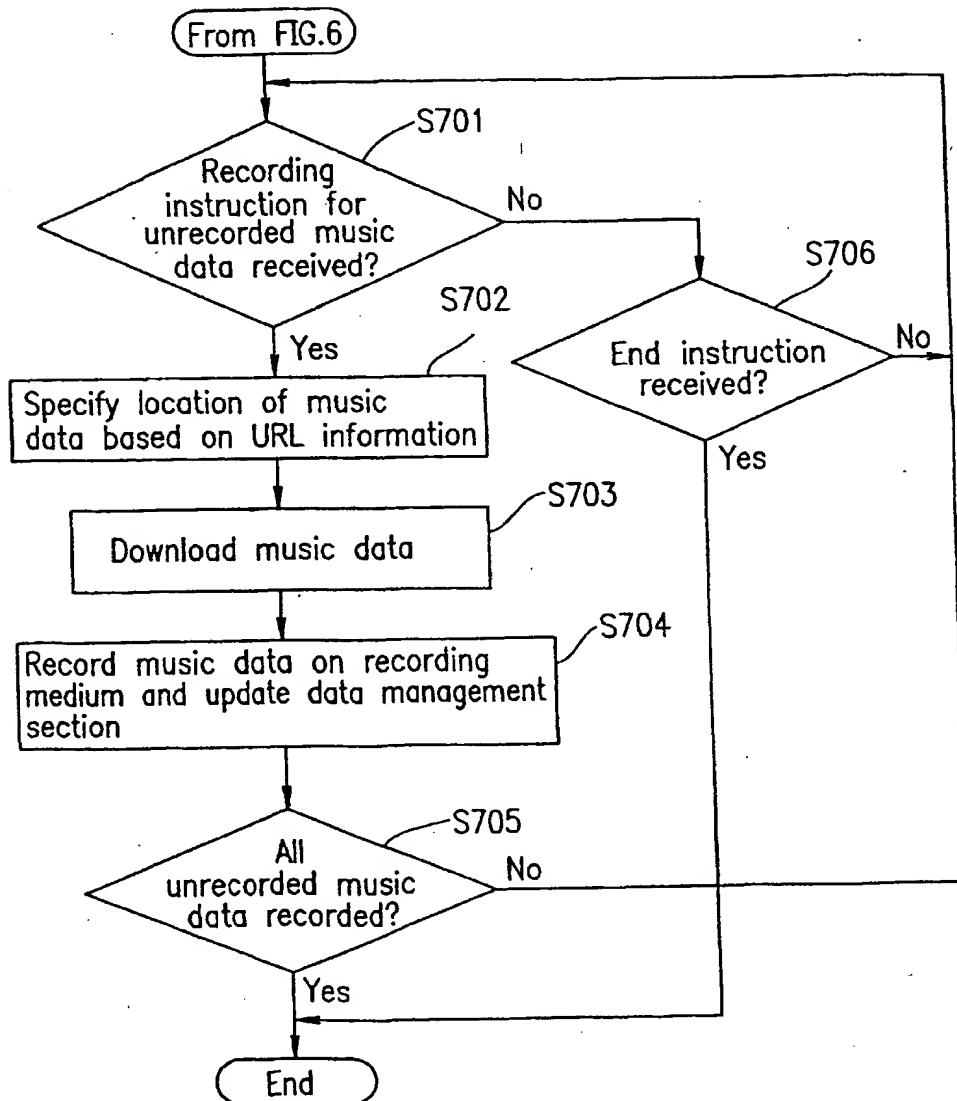 From FIG.6
S701
Recording
instruction for
unrecorded music
data received?
No
Yes
S706
End instruction
received?
No
Yes
S702
Specify location of music
data based on URL information
S703
Download music data
S704
Record music data on recording
medium and update data management
section
S705
All
unrecorded music
data recorded?
No
Yes
End